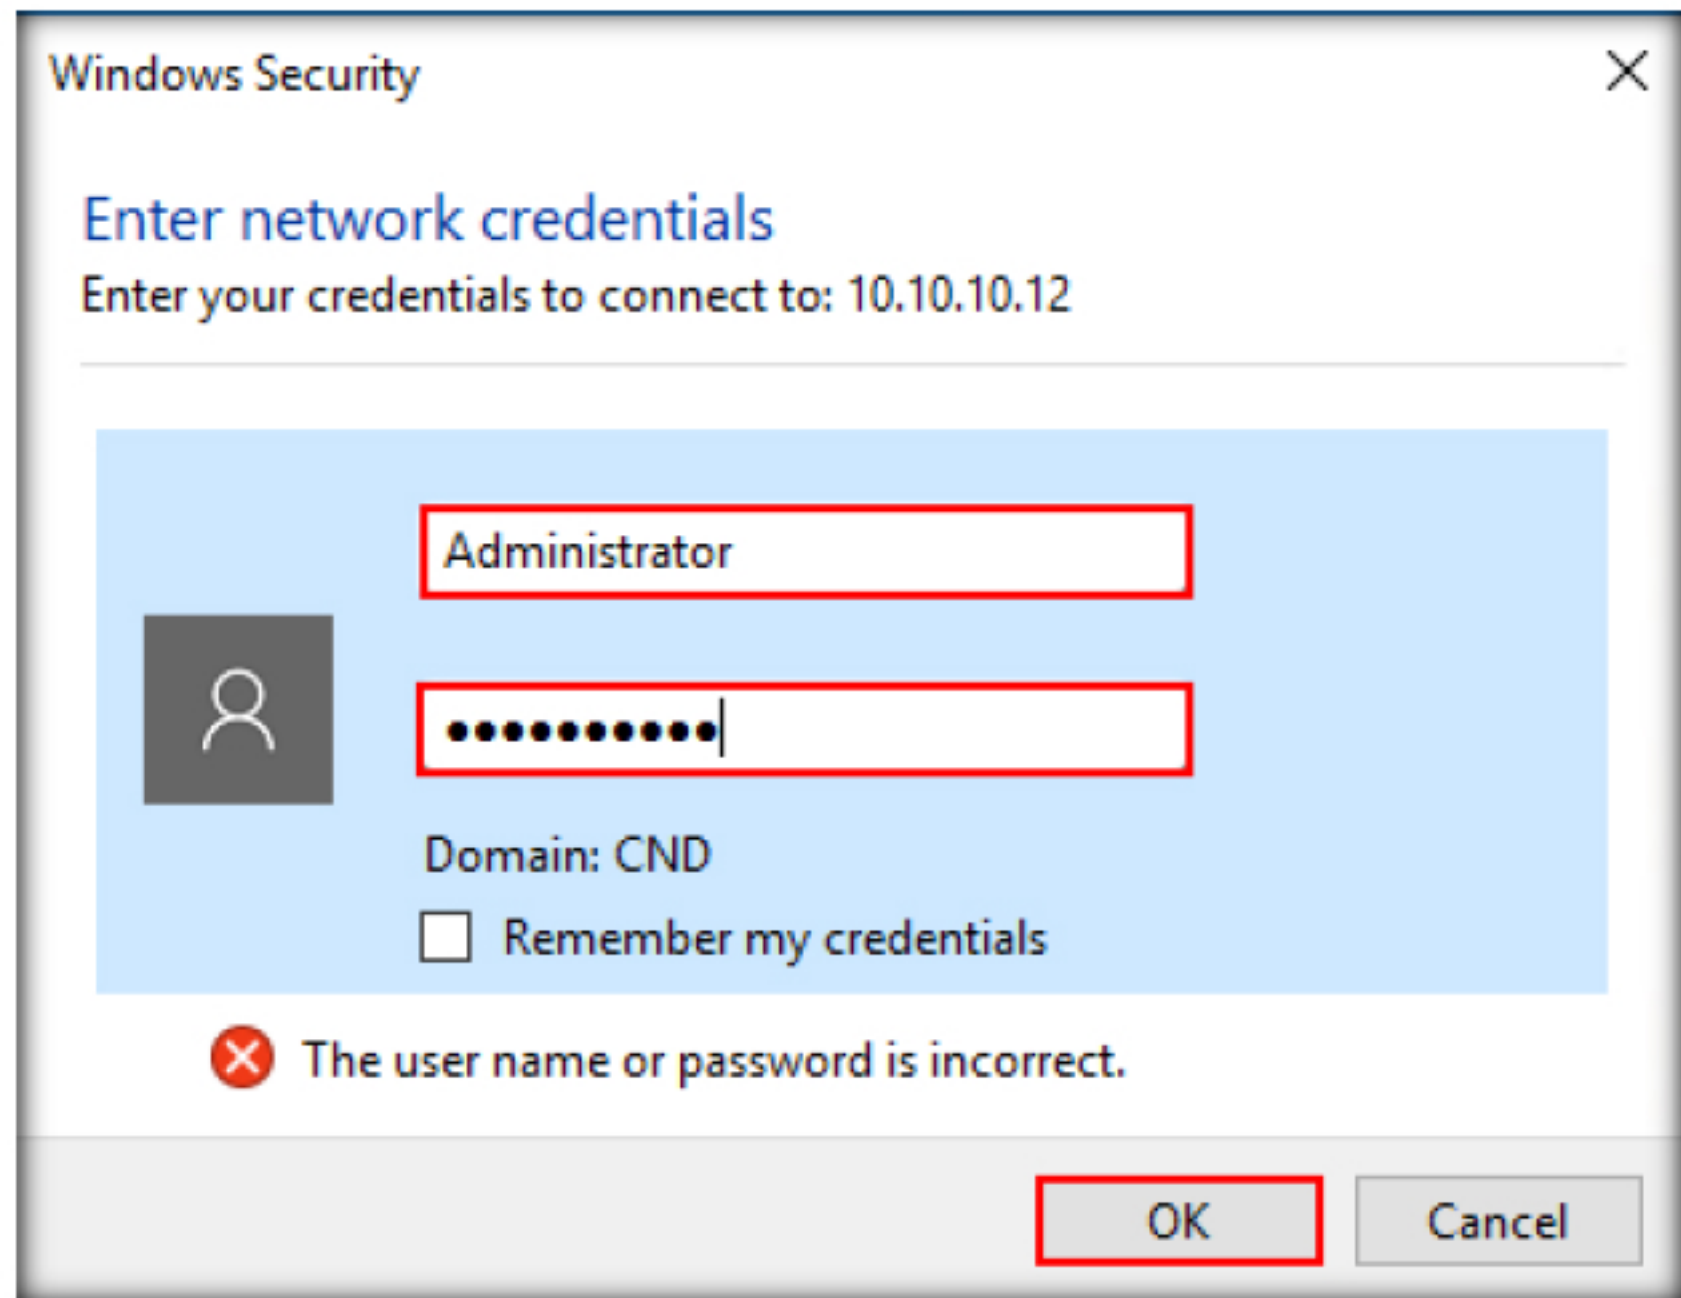 Windows Security
Enter network credentials
Enter your credentials to connect to: 10.10.10.12
Administrator
••••••••••
Domain: CND
Remember my credentials
The user name or password is incorrect.
OK
Cancel